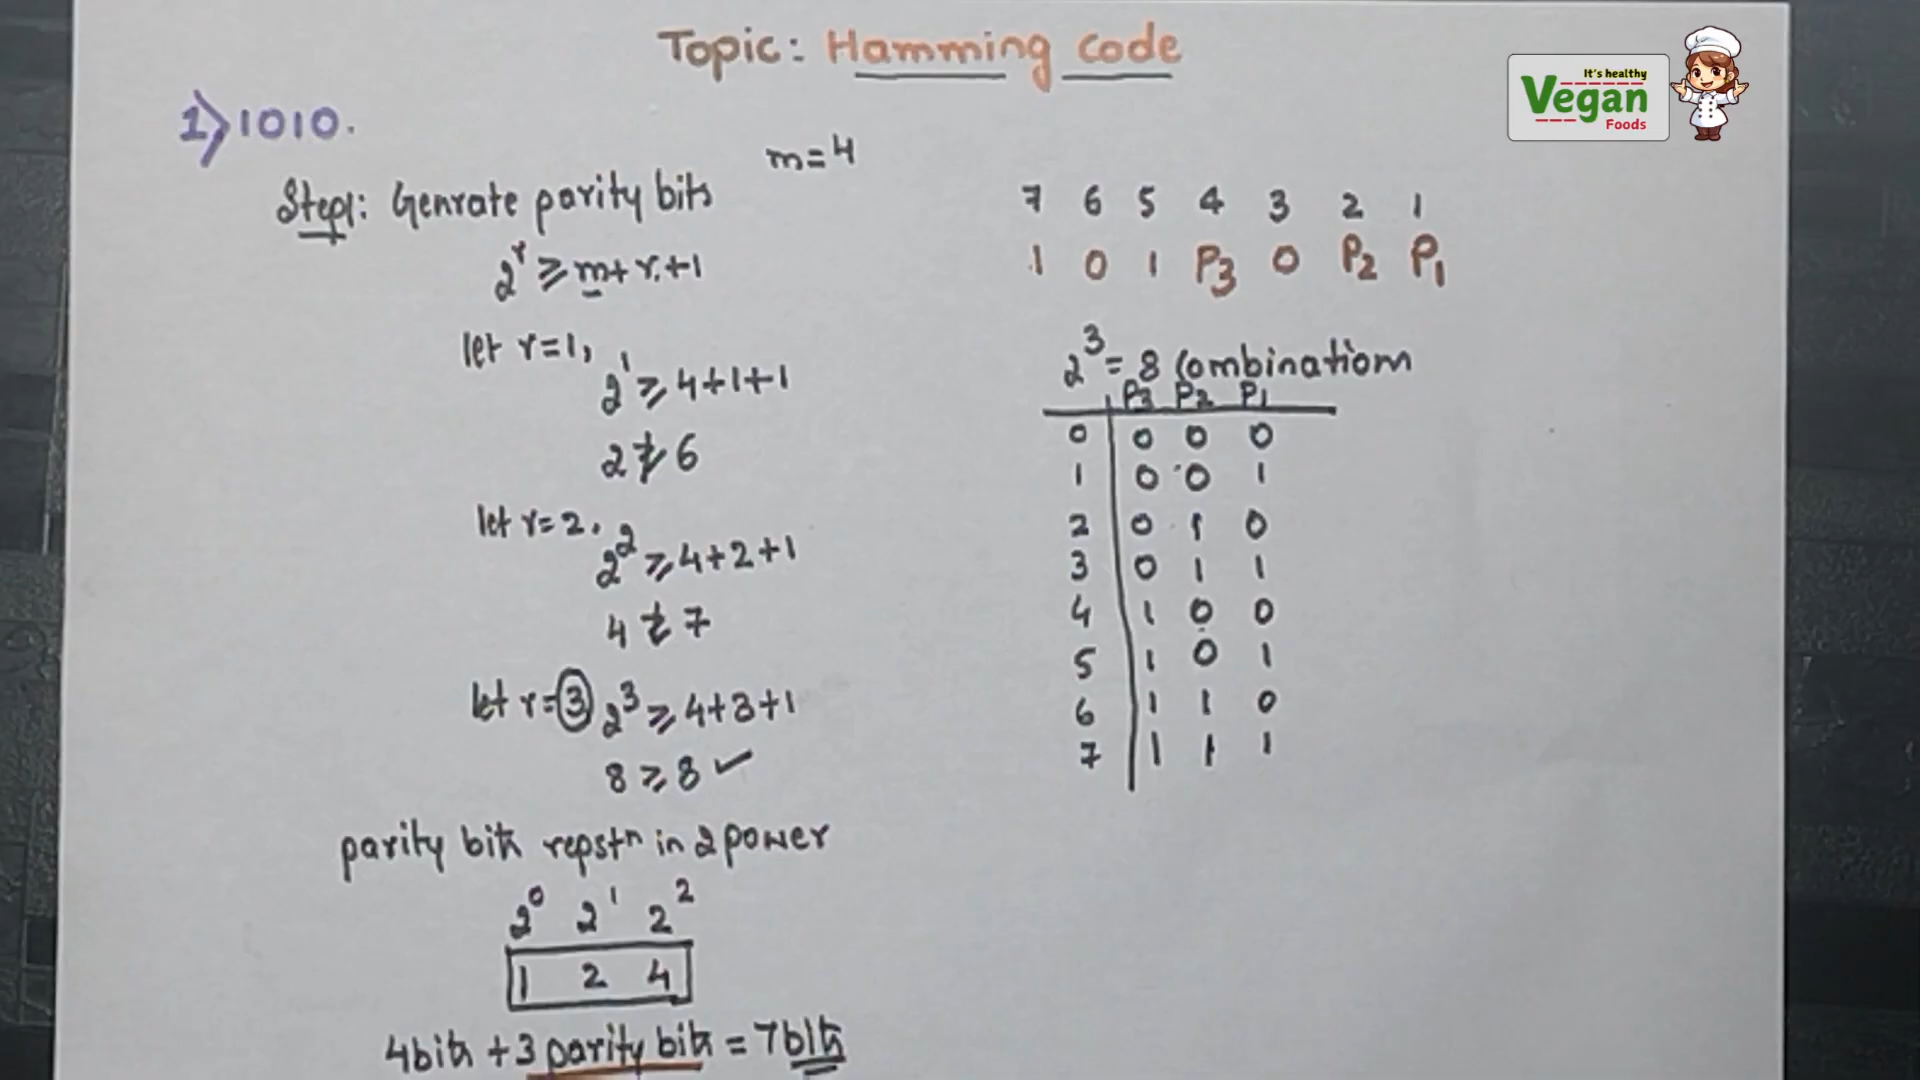 Topic: Hamming code
It's healthy
Vegan
Foods
1) 1010.
m=4
Step1: Genrate parity bits
2^r ≥ m+r+1
let r=1,
2^1 ≥ 4+1+1
2 ≱ 6
let r=2.
2^2 ≥ 4+2+1
4 ≱ 7
let r=3 2^3 ≥ 4+3+1
8 ≥ 8 ✓
parity bits repstn in 2 power
2^0 2^1 2^2
1 2 4
4bits + 3 parity bits = 7bits
7 6 5 4 3 2 1
1 0 1 P3 0 P2 P1
2^3 = 8 Combinations
P3 P2 P1
0 0 0 0
1 0 0 1
2 0 1 0
3 0 1 1
4 1 0 0
5 1 0 1
6 1 1 0
7 1 1 1